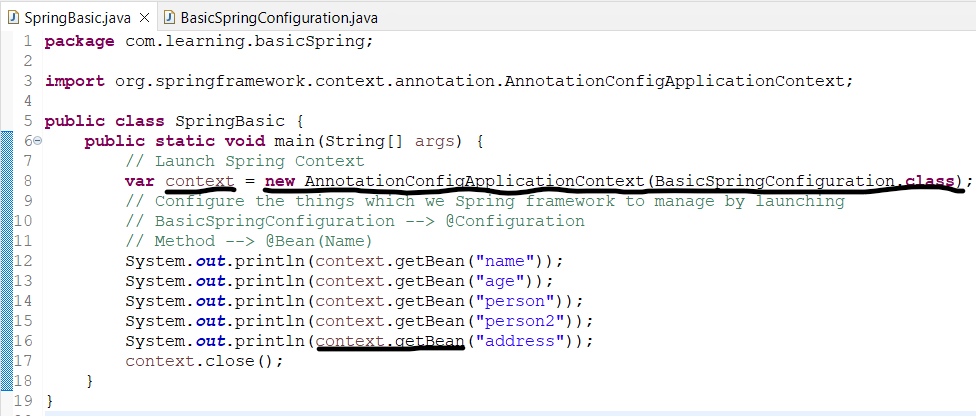 SpringBasic.java BasicSpringConfiguration.java
1 package com.learning.basicSpring;
2
3 import org.springframework.context.annotation.AnnotationConfigApplicationContext;
4
5 public class SpringBasic {
6 public static void main(String[] args) {
7 // Launch Spring Context
8 var context = new AnnotationConfigApplicationContext(BasicSpringConfiguration.class);
9 // Configure the things which we Spring framework to manage by launching
10 // BasicSpringConfiguration --> @Configuration
11 // Method --> @Bean(Name)
12 System.out.println(context.getBean("name"));
13 System.out.println(context.getBean("age"));
14 System.out.println(context.getBean("person"));
15 System.out.println(context.getBean("person2"));
16 System.out.println(context.getBean("address"));
17 context.close();
18 }
19 }